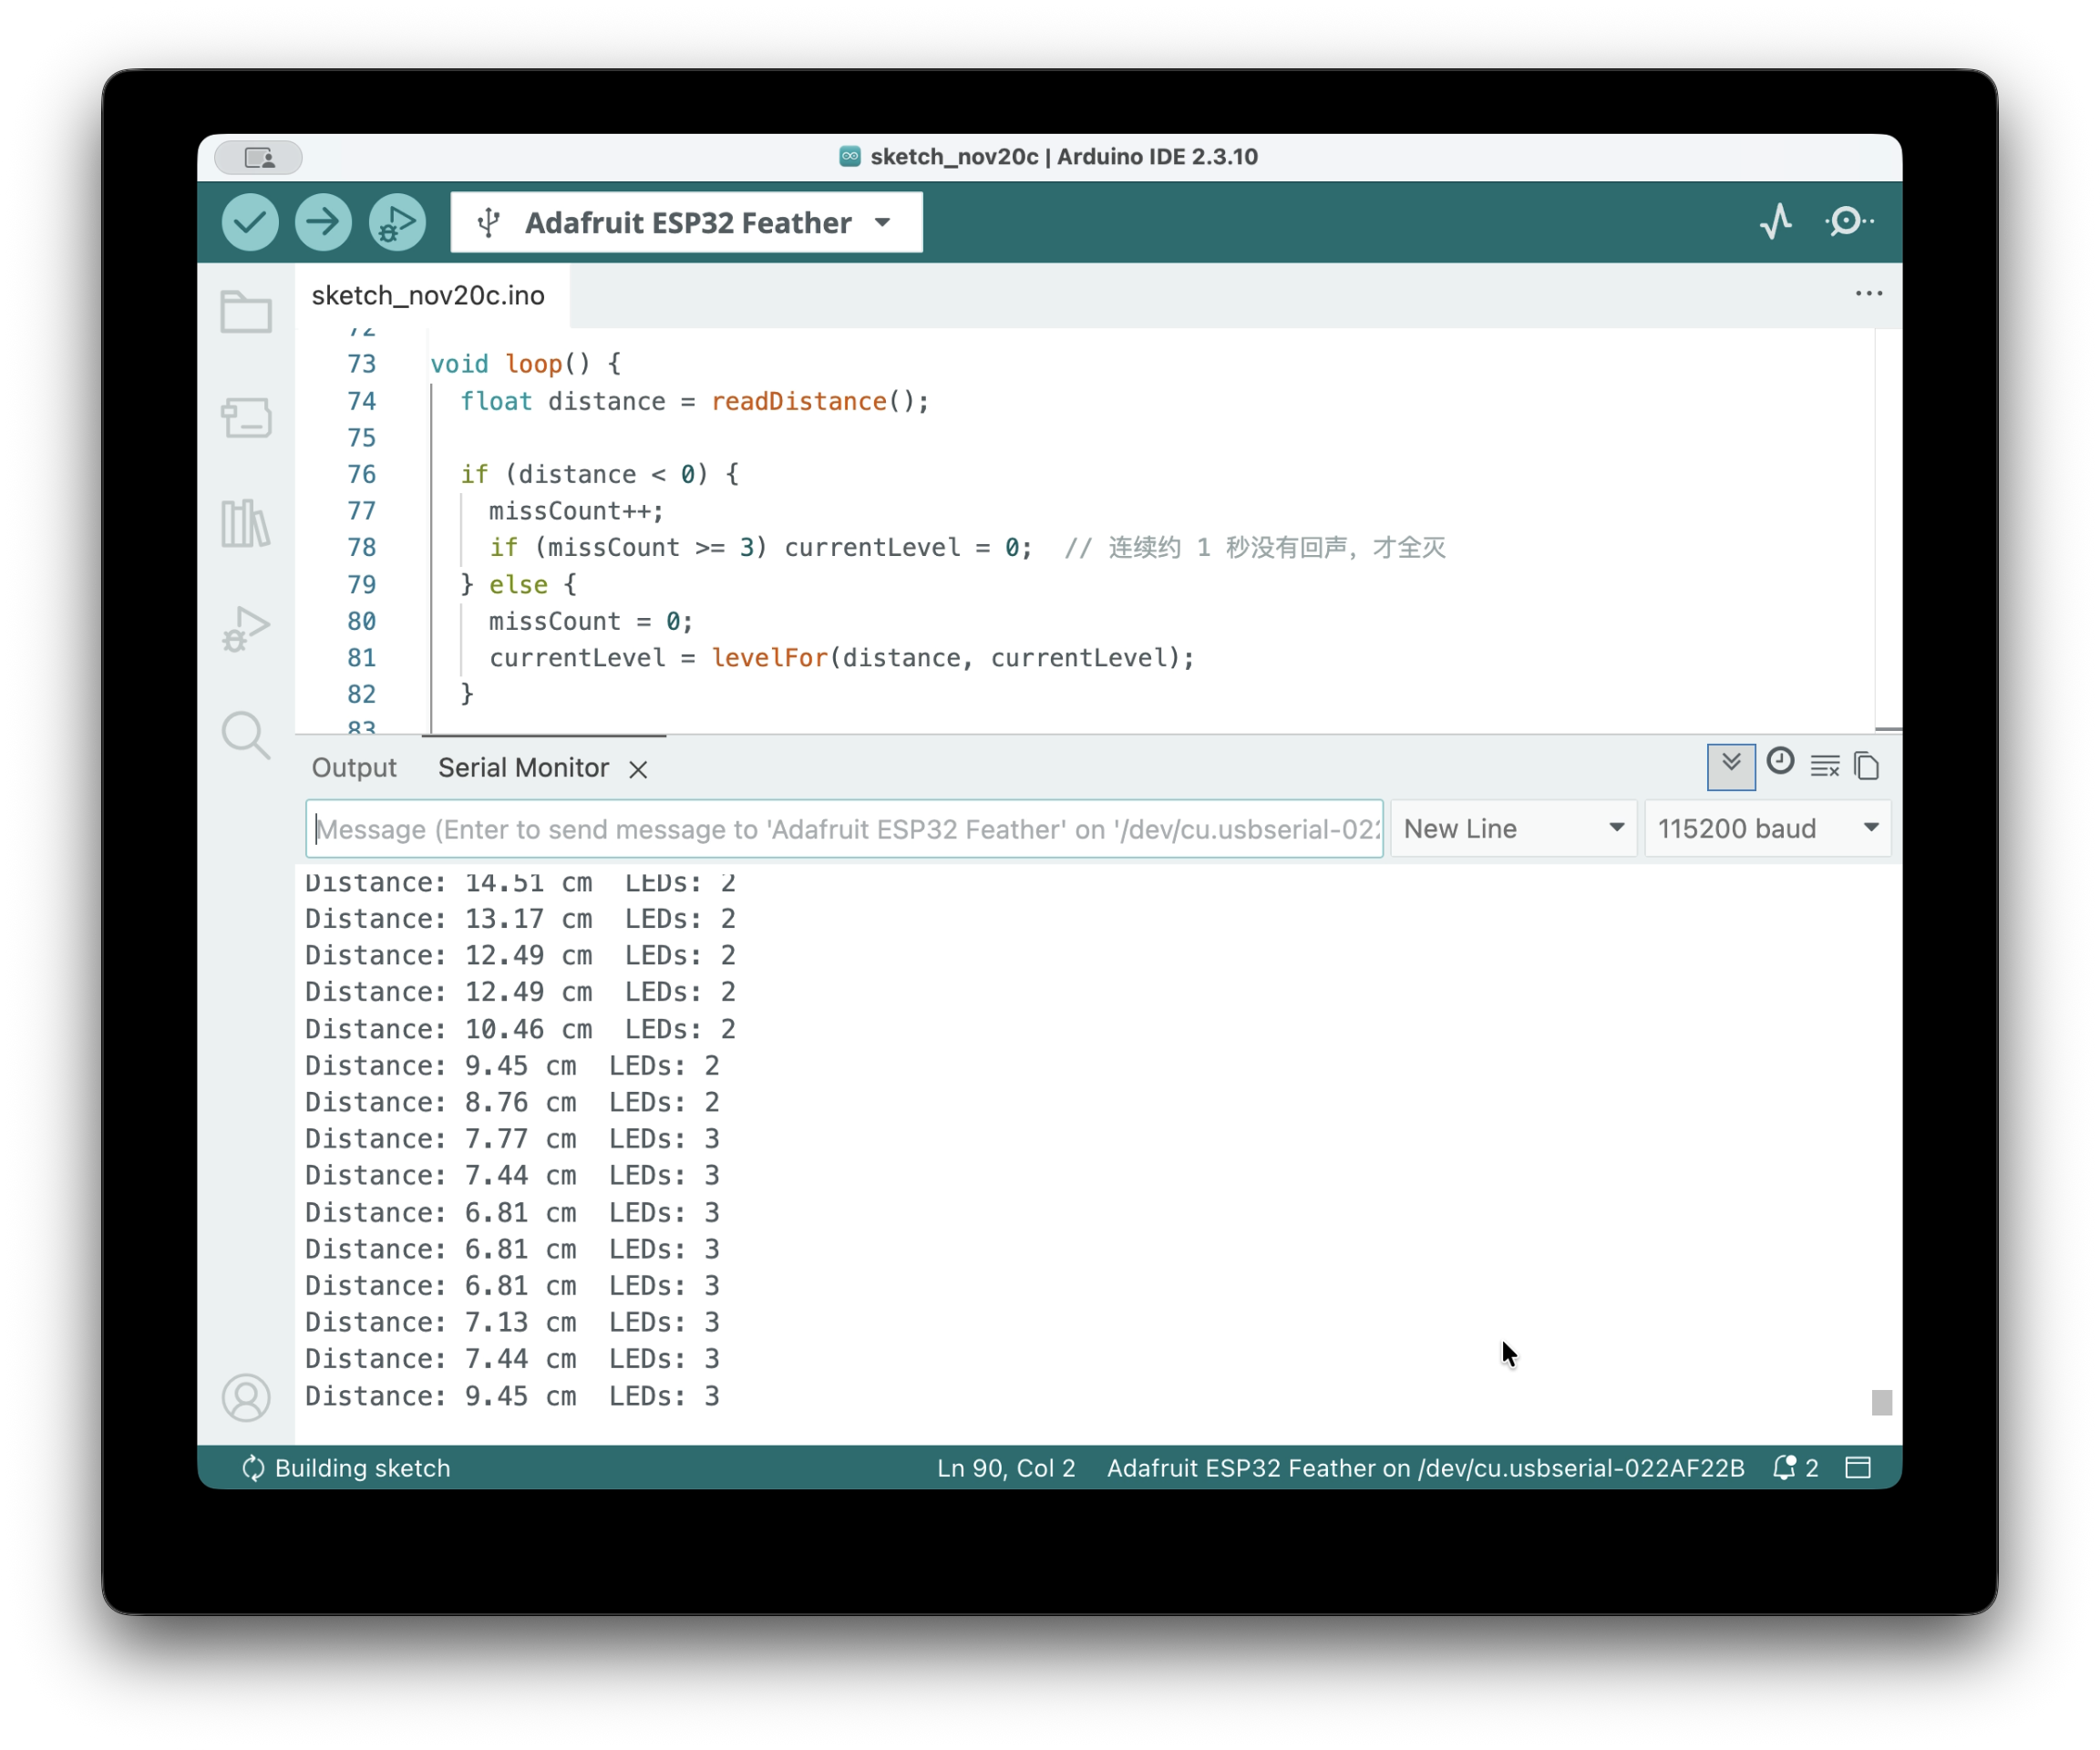 sketch_nov20c | Arduino IDE 2.3.10
Adafruit ESP32 Feather
sketch_nov20c.ino
72
73 void loop() {
74 float distance = readDistance();
75
76 if (distance < 0) {
77 missCount++;
78 if (missCount >= 3) currentLevel = 0; // 连续约 1 秒没有回声，才全灭
79 } else {
80 missCount = 0;
81 currentLevel = levelFor(distance, currentLevel);
82 }
83
Output Serial Monitor
Message (Enter to send message to 'Adafruit ESP32 Feather' on '/dev/cu.usbserial-022 New Line 115200 baud
Distance: 14.51 cm LEDs: 2
Distance: 13.17 cm LEDs: 2
Distance: 12.49 cm LEDs: 2
Distance: 12.49 cm LEDs: 2
Distance: 10.46 cm LEDs: 2
Distance: 9.45 cm LEDs: 2
Distance: 8.76 cm LEDs: 2
Distance: 7.77 cm LEDs: 3
Distance: 7.44 cm LEDs: 3
Distance: 6.81 cm LEDs: 3
Distance: 6.81 cm LEDs: 3
Distance: 6.81 cm LEDs: 3
Distance: 7.13 cm LEDs: 3
Distance: 7.44 cm LEDs: 3
Distance: 9.45 cm LEDs: 3
Building sketch Ln 90, Col 2 Adafruit ESP32 Feather on /dev/cu.usbserial-022AF22B 2